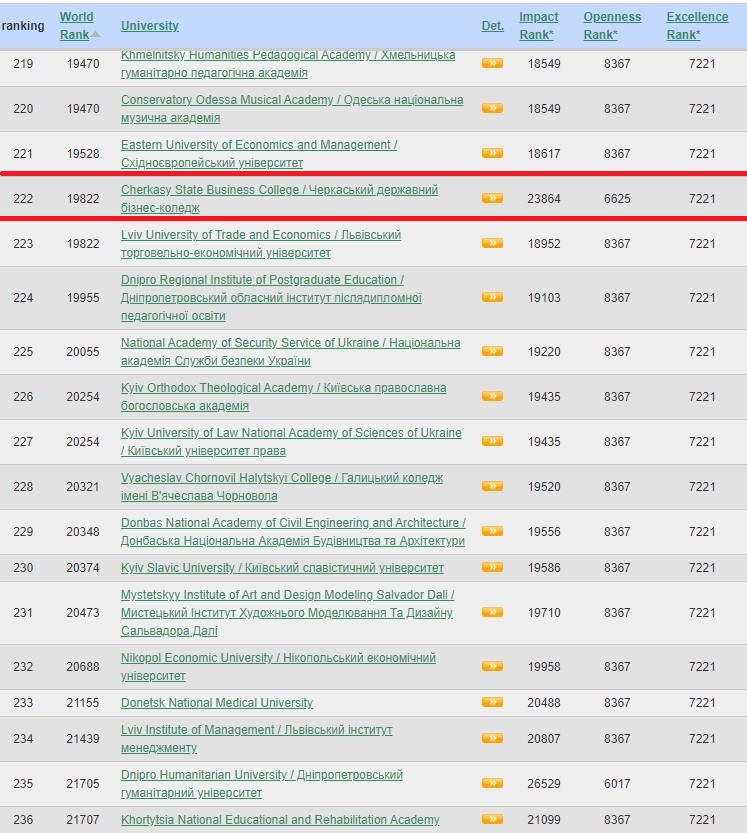 ranking World Rank University Det. Impact Rank* Openness Rank* Excellence Rank*
219 19470 Khmelnitsky Humanities Pedagogical Academy / Хмельницька
гуманітарно педагогічна академія 18549 8367 7221
220 19470 Conservatory Odessa Musical Academy / Одеська національна
музична академія 18549 8367 7221
221 19528 Eastern University of Economics and Management /
Східноєвропейський університет 18617 8367 7221
222 19822 Cherkasy State Business College / Черкаський державний
бізнес-коледж 23864 6625 7221
223 19822 Lviv University of Trade and Economics / Львівський
торговельно-економічний університет 18952 8367 7221
224 19955 Dnipro Regional Institute of Postgraduate Education /
Дніпропетровський обласний інститут післядипломної
педагогічної освіти 19103 8367 7221
225 20055 National Academy of Security Service of Ukraine / Національна
академія Служби безпеки України 19220 8367 7221
226 20254 Kyiv Orthodox Theological Academy / Київська православна
богословська академія 19435 8367 7221
227 20254 Kyiv University of Law National Academy of Sciences of Ukraine
/ Київський університет права 19435 8367 7221
228 20321 Vyacheslav Chornovil Halytskyi College / Галицький коледж
імені В'ячеслава Чорновола 19520 8367 7221
229 20348 Donbas National Academy of Civil Engineering and Architecture /
Донбаська Національна Академія Будівництва та Архітектури 19556 8367 7221
230 20374 Kyiv Slavic University / Київський славістичний університет 19586 8367 7221
231 20473 Mystetskyy Institute of Art and Design Modeling Salvador Dali /
Мистецький Інститут Художнього Моделювання Та Дизайну
Сальвадора Далі 19710 8367 7221
232 20688 Nikopol Economic University / Нікопольський економічний
університет 19958 8367 7221
233 21155 Donetsk National Medical University 20488 8367 7221
234 21439 Lviv Institute of Management / Львівський інститут
менеджменту 20807 8367 7221
235 21705 Dnipro Humanitarian University / Дніпропетровський
гуманітарний університет 26529 6017 7221
236 21707 Khortytsia National Educational and Rehabilitation Academy 21099 8367 7221